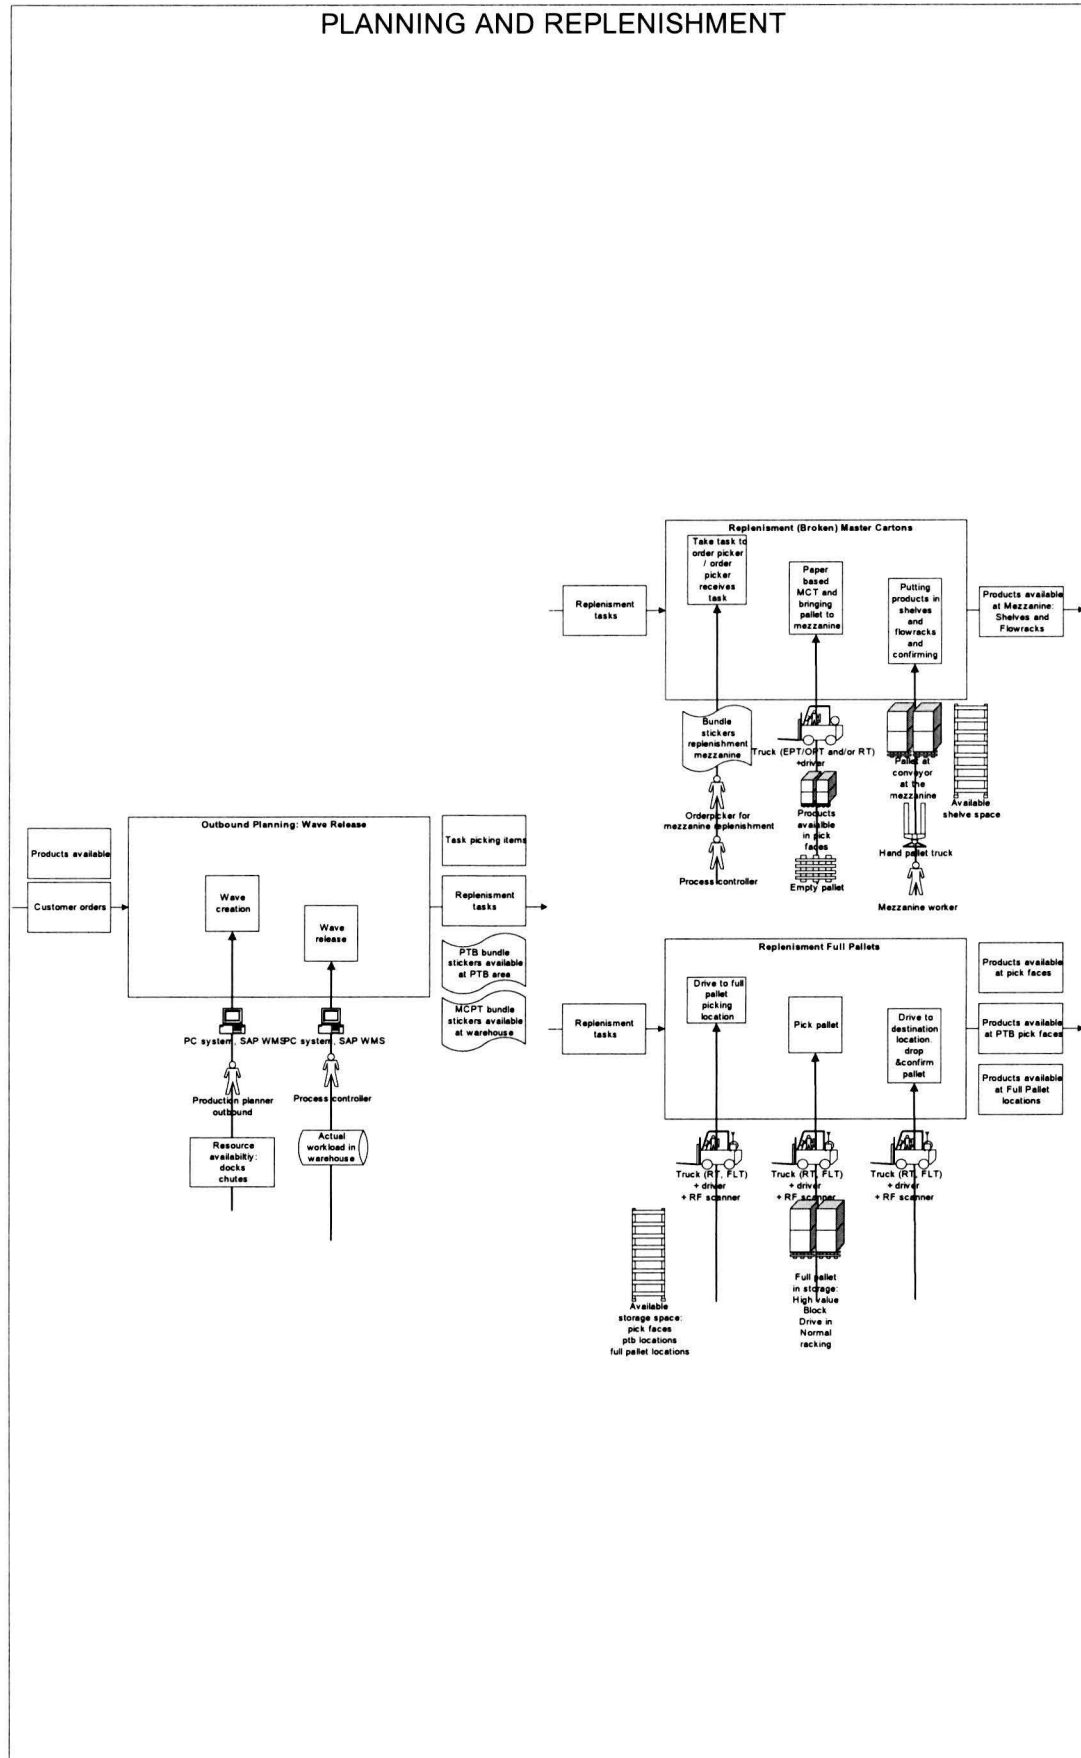 PLANNING AND REPLENISHMENT
Replenisment (Broken) Master Cartons
Take task to
order picker
/ order
picker
receives
task
Paper
based
MCT and
bringing
pallet to
mezzanine
Putting
products in
shelves
and
flowracks
and
confirming
Replenisment
tasks
Products available
at Mezzanine:
Shelves and
Flowracks
Bundle
stickers
replenishment
mezzanine
Truck (EPT/OPT and/or RT)
+driver
Pallet at
conveyor
at the
mezzanine
Available
shelve space
Orderpicker for
mezzanine replenishment
Products
avaialble
in pick
faces
Hand pallet truck
Process controller
Empty pallet
Mezzanine worker
Outbound Planning: Wave Release
Products available
Customer orders
Wave
creation
Wave
release
Task picking items
Replenisment
tasks
PTB bundle
stickers available
at PTB area
MCPT bundle
stickers available
at warehouse
PC system, SAP WMS
PC system, SAP WMS
Production planner
outbound
Process controller
Resource
availabiltiy:
docks
chutes
Actual
workload in
warehouse
Replenisment Full Pallets
Replenisment
tasks
Drive to full
pallet
picking
location
Pick pallet
Drive to
destination
location.
drop
&confirm
pallet
Products available
at pick faces
Products available
at PTB pick faces
Products available
at Full Pallet
locations
Truck (RT, FLT)
+ driver
+ RF scanner
Truck (RT, FLT)
+ driver
+ RF scanner
Truck (RT, FLT)
+ driver
+ RF scanner
Available
storage space:
pick faces
ptb locations
full pallet locations
Full pallet
in storage:
High value
Block
Drive in
Normal
racking